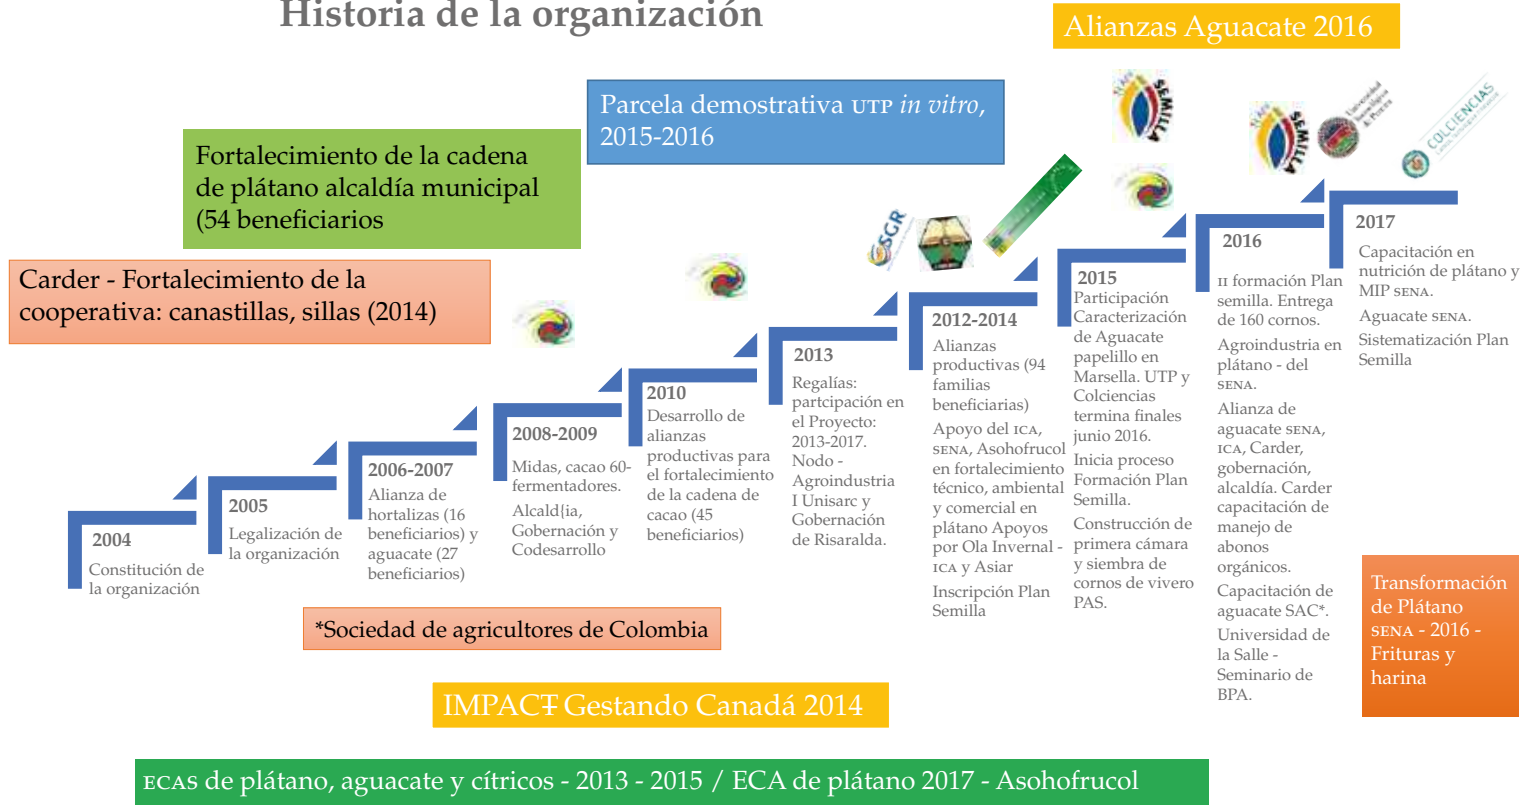 Historia de la organización
Alianzas Aguacate 2016
Parcela demostrativa UTP in vitro,
2015-2016
Fortalecimiento de la cadena
de plátano alcaldía municipal
(54 beneficiarios
Carder - Fortalecimiento de la
cooperativa: canastillas, sillas (2014)
SEMILLA
SEMILLA
Universidad
Tecnológica
de Pereira
COLCIENCIAS
SGR
2004
Constitución de
la organización
2005
Legalización de
la organización
2006-2007
Alianza de
hortalizas (16
beneficiarios) y
aguacate (27
beneficiarios)
2008-2009
Midas, cacao 60-
fermentadores.
Alcald{ia,
Gobernación y
Codesarrollo
2010
Desarrollo de
alianzas
productivas para
el fortalecimiento
de la cadena de
cacao (45
beneficiarios)
2013
Regalías:
partcipación en
el Proyecto:
2013-2017.
Nodo -
Agroindustria
I Unisarc y
Gobernación
de Risaralda.
2012-2014
Alianzas
productivas (94
familias
beneficiarias)
Apoyo del ICA,
SENA, Asohofrucol
en fortalecimiento
técnico, ambiental
y comercial en
plátano Apoyos
por Ola Invernal -
ICA y Asiar
Inscripción Plan
Semilla
2015
Participación
Caracterización
de Aguacate
papelillo en
Marsella. UTP y
Colciencias
termina finales
junio 2016.
Inicia proceso
Formación Plan
Semilla.
Construcción de
primera cámara
y siembra de
cornos de vivero
PAS.
2016
II formación Plan
semilla. Entrega
de 160 cornos.
Agroindustria en
plátano - del
SENA.
Alianza de
aguacate SENA,
ICA, Carder,
gobernación,
alcaldía. Carder
capacitación de
manejo de
abonos
orgánicos.
Capacitación de
aguacate SAC*.
Universidad de
la Salle -
Seminario de
BPA.
2017
Capacitación en
nutrición de plátano y
MIP SENA.
Aguacate SENA.
Sistematización Plan
Semilla
*Sociedad de agricultores de Colombia
Transformación
de Plátano
SENA - 2016 -
Frituras y
harina
IMPACT Gestando Canadá 2014
ECAS de plátano, aguacate y cítricos - 2013 - 2015 / ECA de plátano 2017 - Asohofrucol